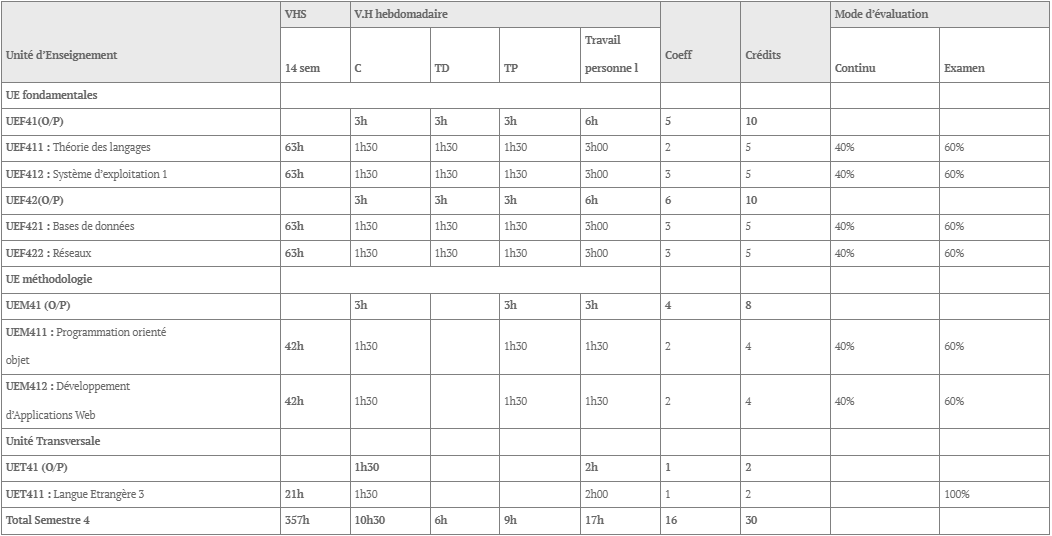 Unité d'Enseignement VHS V.H hebdomadaire Coeff Crédits Mode d'évaluation
14 sem C TD TP Travail personne l Continu Examen
UE fondamentales
UEF41(O/P) 3h 3h 3h 6h 5 10
UEF411 : Théorie des langages 63h 1h30 1h30 1h30 3h00 2 5 40% 60%
UEF412 : Système d'exploitation 1 63h 1h30 1h30 1h30 3h00 3 5 40% 60%
UEF42(O/P) 3h 3h 3h 6h 6 10
UEF421 : Bases de données 63h 1h30 1h30 1h30 3h00 3 5 40% 60%
UEF422 : Réseaux 63h 1h30 1h30 1h30 3h00 3 5 40% 60%
UE méthodologie
UEM41 (O/P) 3h 3h 3h 4 8
UEM411 : Programmation orienté
objet 42h 1h30 1h30 1h30 2 4 40% 60%
UEM412 : Développement
d'Applications Web 42h 1h30 1h30 1h30 2 4 40% 60%
Unité Transversale
UET41 (O/P) 1h30 2h 1 2
UET411 : Langue Etrangère 3 21h 1h30 2h00 1 2 100%
Total Semestre 4 357h 10h30 6h 9h 17h 16 30